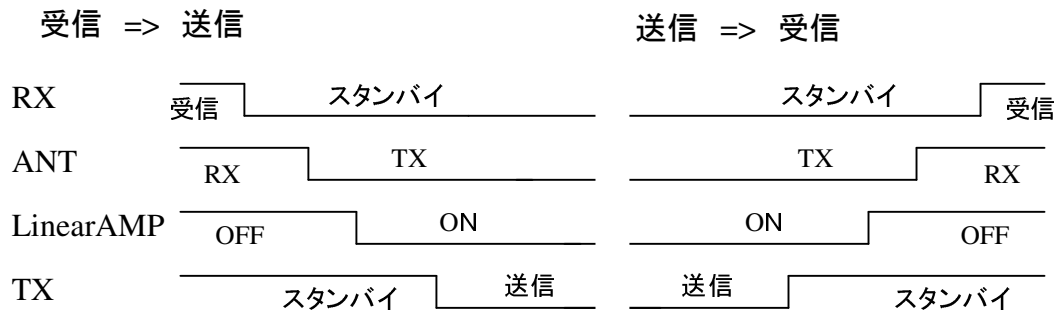 受信 => 送信
送信 => 受信
RX 受信 スタンバイ スタンバイ 受信
ANT RX TX TX RX
LinearAMP OFF ON ON OFF
TX スタンバイ 送信 送信 スタンバイ